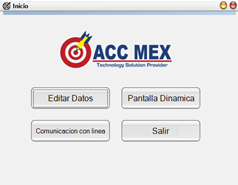 Inicio
ACC MEX
Technology Solution Provider
Editar Datos
Pantalla Dinamica
Comunicacion con linea
Salir